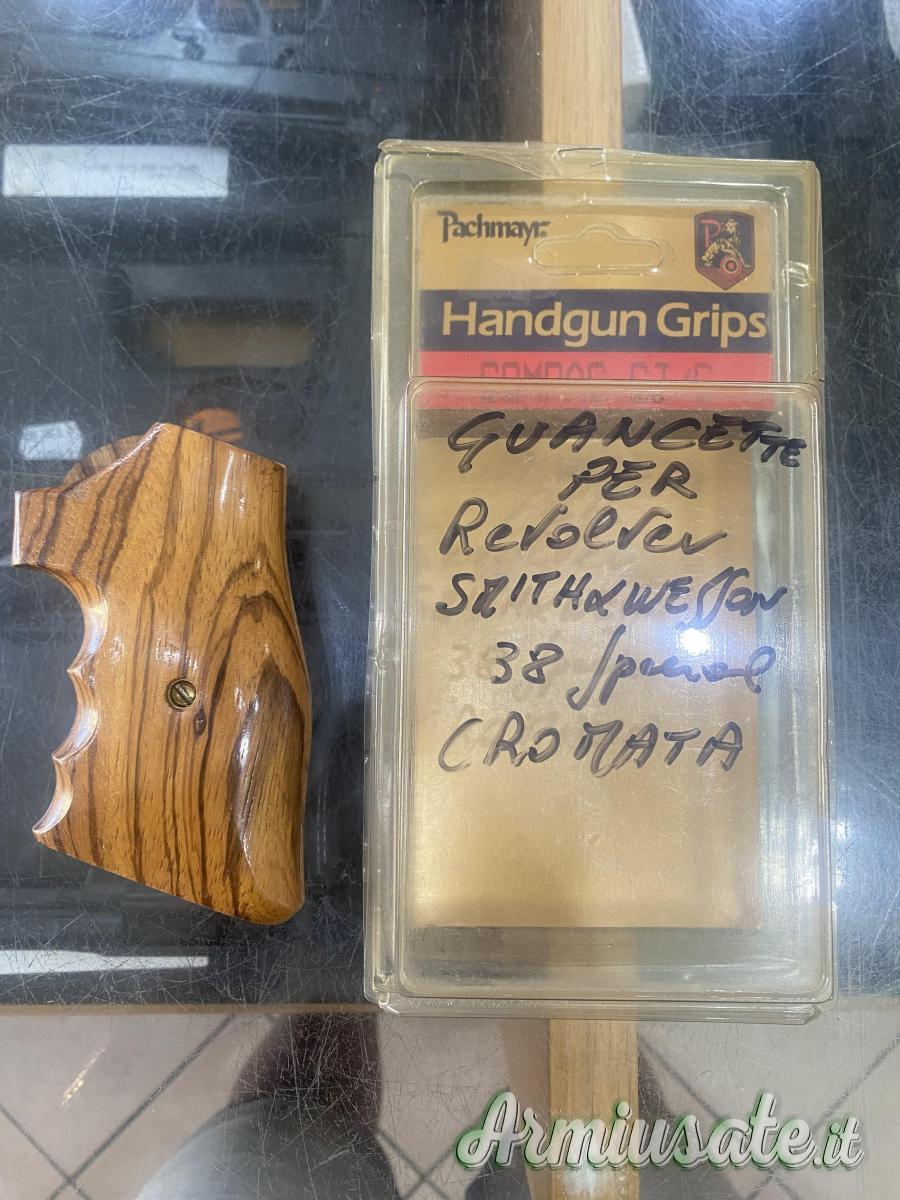 Pachmayr
Handgun Grips
GUANCETTE
PER
Revolver
SMITH & WESSON
38 Special
CROMATA
Armiusate.it